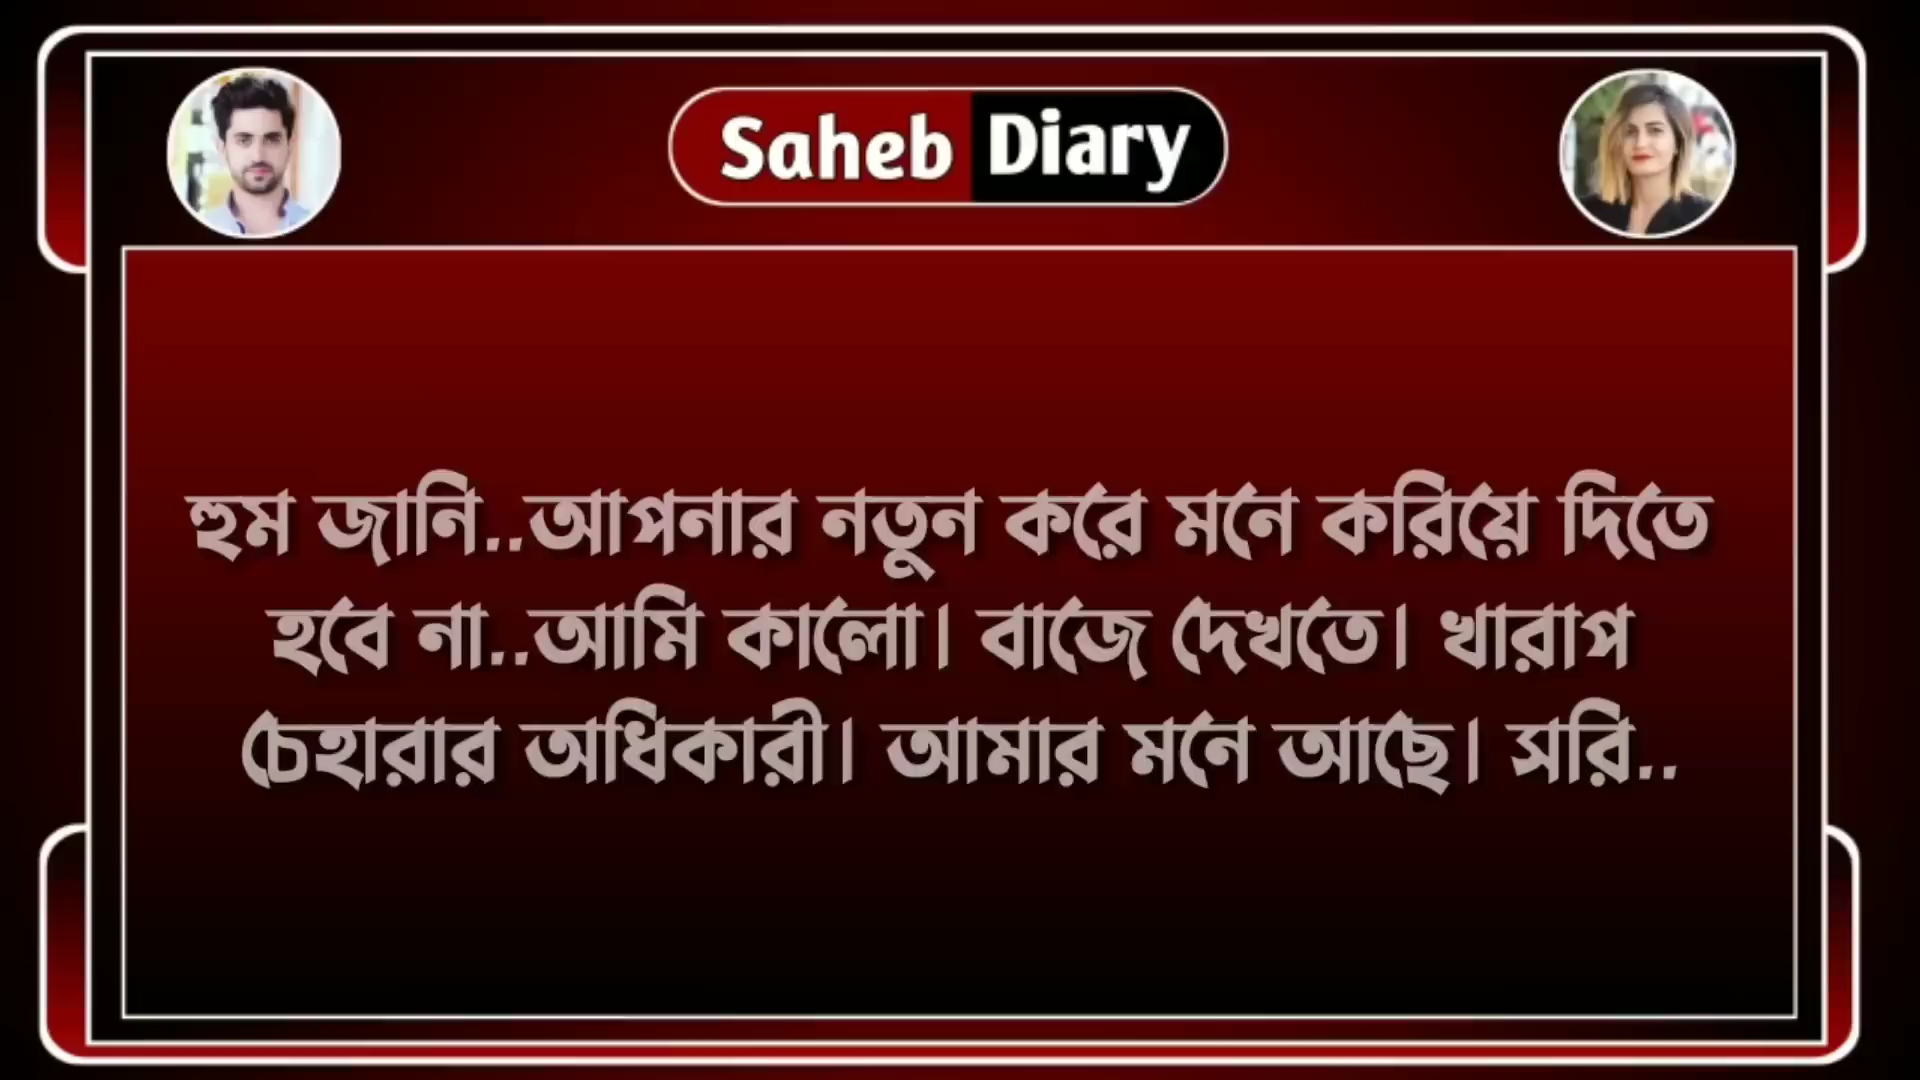 Saheb Diary
হুম জানি..আপনার নতুন করে মনে করিয়ে দিতে
হবে না..আমি কালো। বাজে দেখতে। খারাপ
চেহারার অধিকারী। আমার মনে আছে। সরি..